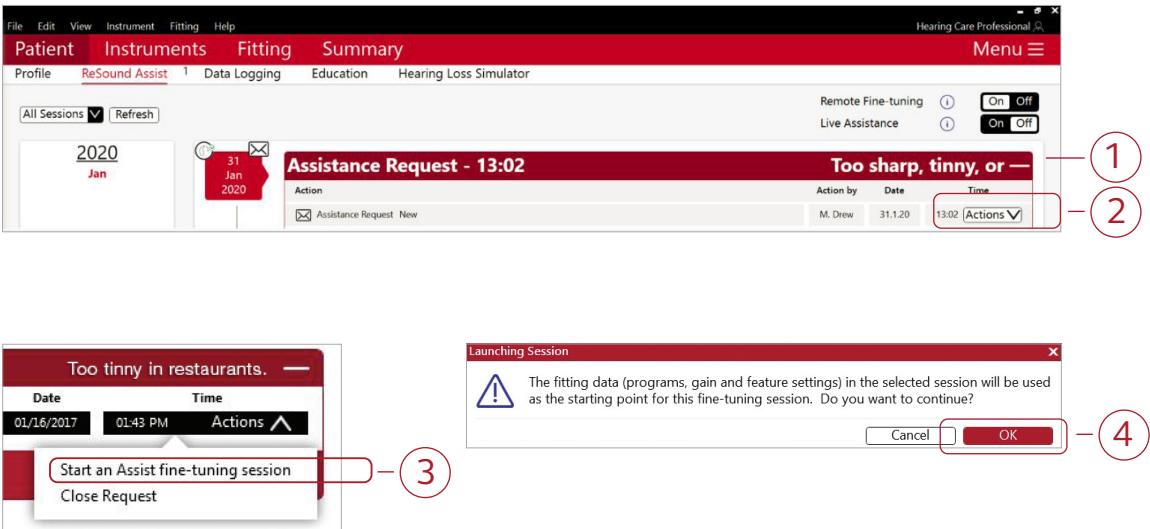 File Edit View Instrument Fitting Help Hearing Care Professional
Patient Instruments Fitting Summary Menu
Profile ReSound Assist 1 Data Logging Education Hearing Loss Simulator
All Sessions Refresh Remote Fine-tuning i On Off
Live Assistance i On Off
2020
Jan
31
Jan
2020
Assistance Request - 13:02 Too sharp, tinny, or
Action Action by Date Time
Assistance Request New M. Drew 31.1.20 13:02 Actions
1
2
Too tinny in restaurants.
Date Time
01/16/2017 01:43 PM Actions
Start an Assist fine-tuning session
Close Request
3
Launching Session
The fitting data (programs, gain and feature settings) in the selected session will be used
as the starting point for this fine-tuning session. Do you want to continue?
Cancel OK
4